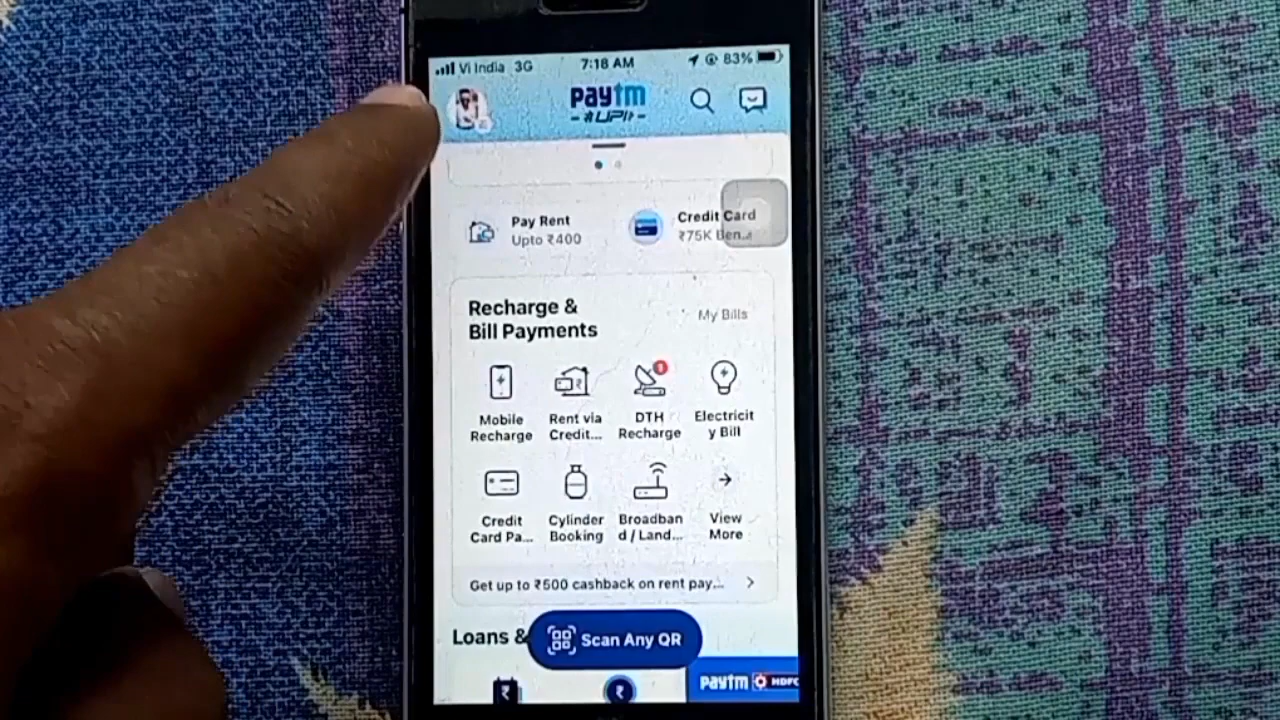 Vi India 3G 7:18 AM 83%
paytm
UPI
Pay Rent
Upto ₹400
Credit Card
₹75K Ben...
Recharge &
Bill Payments
My Bills
1
Mobile
Recharge
Rent via
Credit...
DTH
Recharge
Electricit
y Bill
Credit
Card Pa...
Cylinder
Booking
Broadban
d / Land...
View
More
Get up to ₹500 cashback on rent pay...
Loans &
Scan Any QR
paytm HDFC